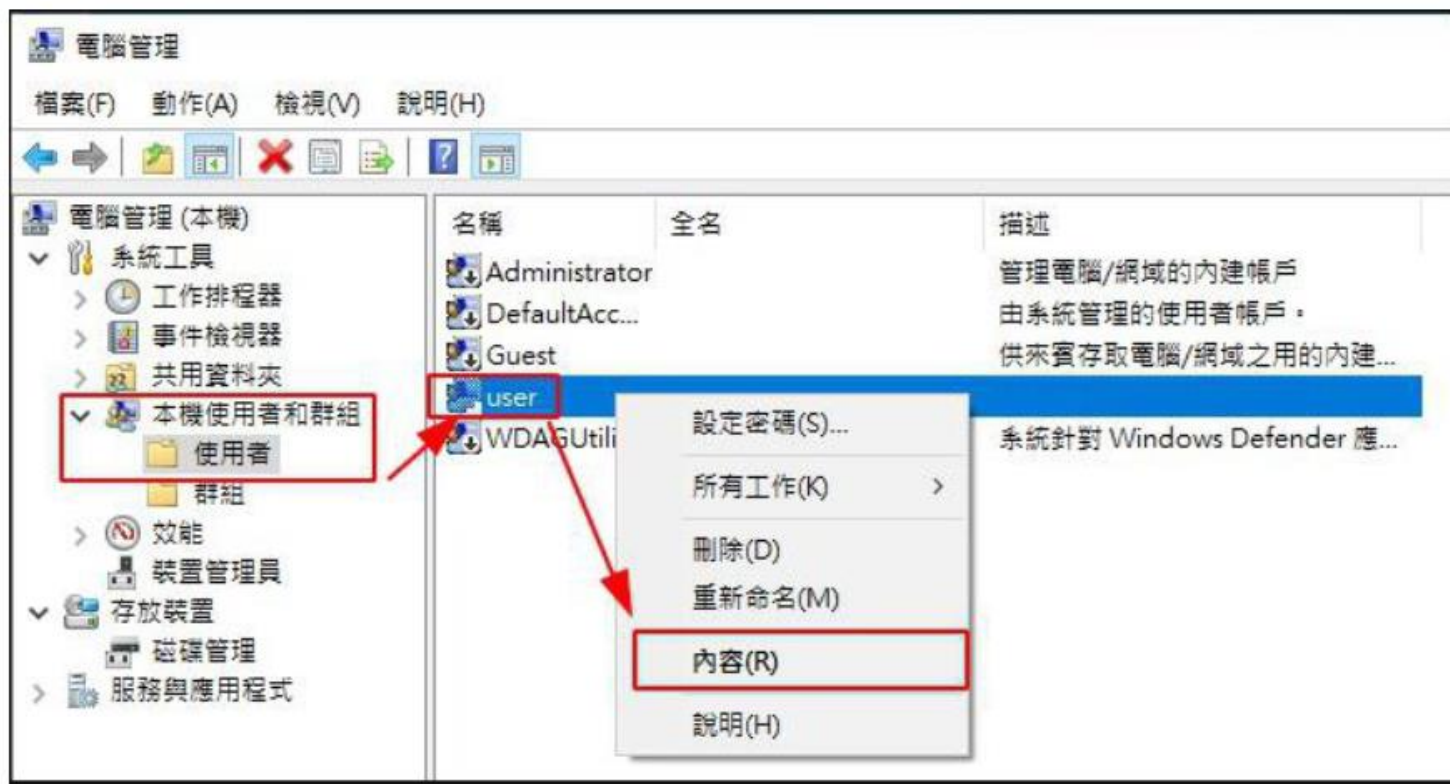 電腦管理
檔案(F) 動作(A) 檢視(V) 說明(H)
電腦管理 (本機)
系統工具
工作排程器
事件檢視器
共用資料夾
本機使用者和群組
使用者
群組
效能
裝置管理員
存放裝置
磁碟管理
服務與應用程式
名稱 全名 描述
Administrator 管理電腦/網域的內建帳戶
DefaultAcc... 由系統管理的使用者帳戶。
Guest 供來賓存取電腦/網域之用的內建...
user
WDAGUtili 系統針對 Windows Defender 應...
設定密碼(S)...
所有工作(K)
刪除(D)
重新命名(M)
內容(R)
說明(H)